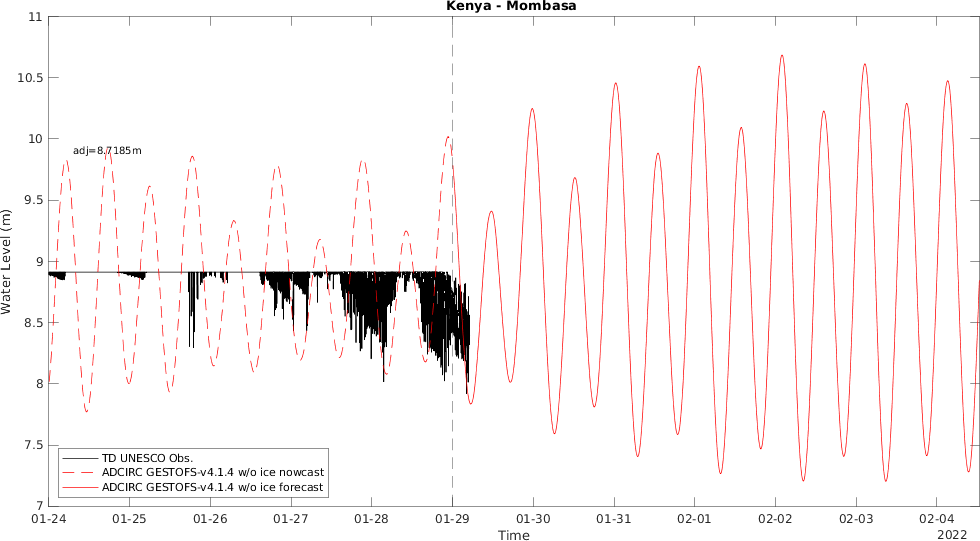 Kenya - Mombasa
11
10.5
10
9.5
9
8.5
8
7.5
7
Water Level (m)
adj=8.7185m
TD UNESCO Obs.
ADCIRC GESTOFS-v4.1.4 w/o ice nowcast
ADCIRC GESTOFS-v4.1.4 w/o ice forecast
01-24 01-25 01-26 01-27 01-28 01-29 01-30 01-31 02-01 02-02 02-03 02-04
Time
2022